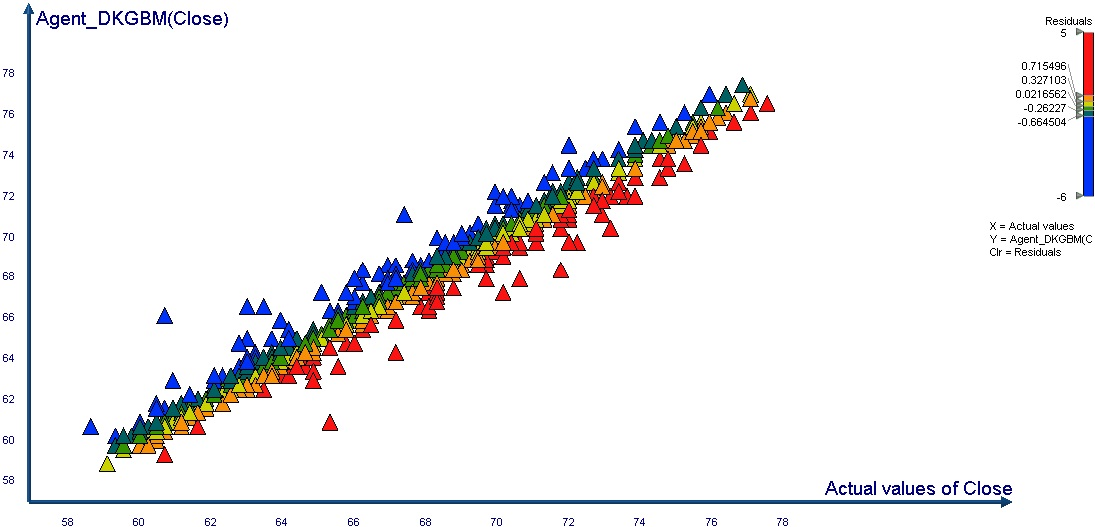 Agent_DKGBM(Close)
Residuals
5
0.715496
0.327103
0.0216562
-0.26227
-0.664504
-6
X = Actual values
Y = Agent_DKGBM(C
Clr = Residuals
78
76
74
72
70
68
66
64
62
60
58
Actual values of Close
58 60 62 64 66 68 70 72 74 76 78